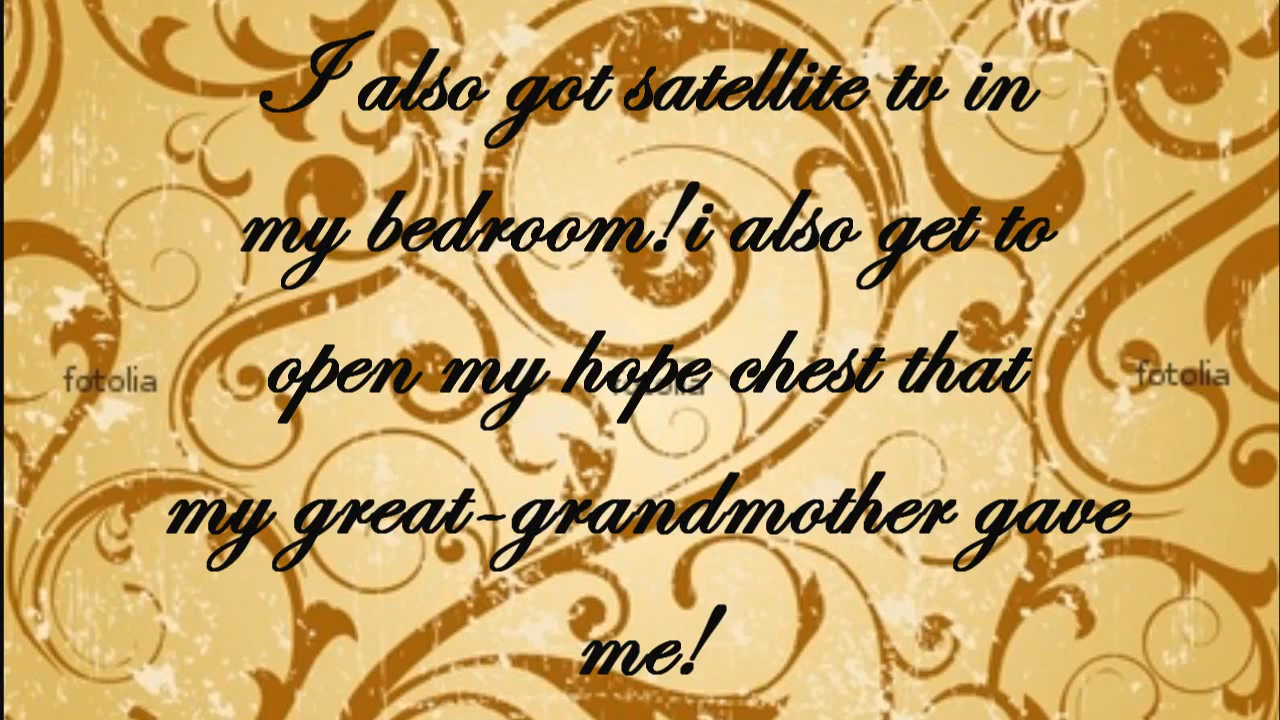 I also got satellite tv in
my bedroom!i also get to
open my hope chest that
fotolia fotolia fotolia
my great-grandmother gave
me!